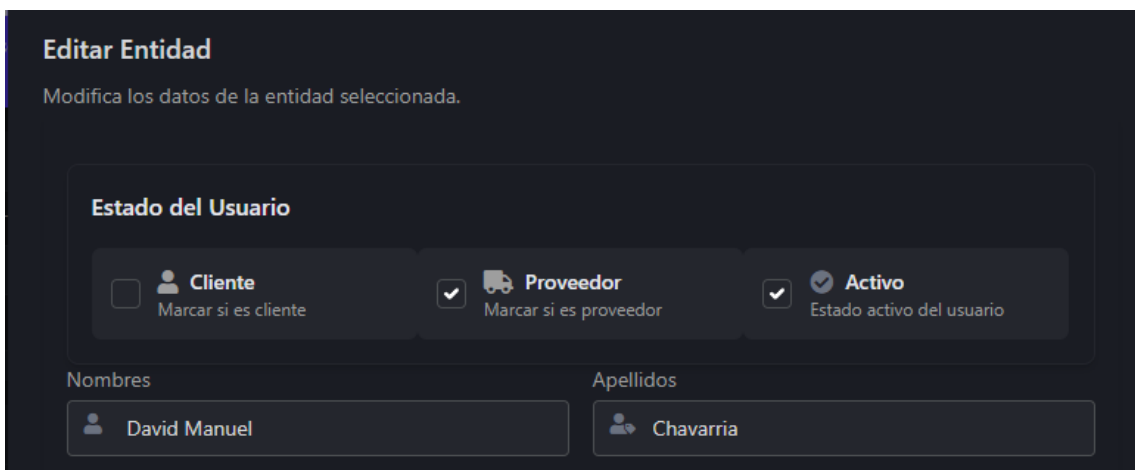 Editar Entidad
Modifica los datos de la entidad seleccionada.
Estado del Usuario
Cliente
Marcar si es cliente
Proveedor
Marcar si es proveedor
Activo
Estado activo del usuario
Nombres
Apellidos
David Manuel
Chavarria